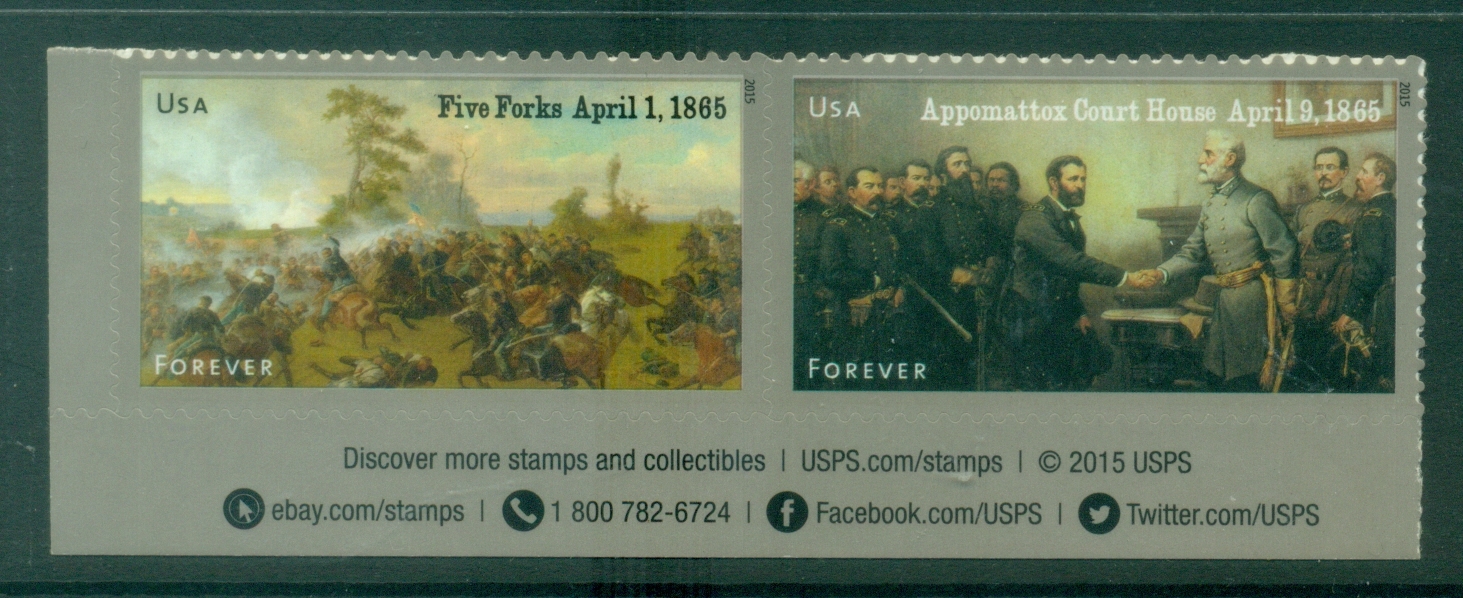 USA
Five Forks April 1, 1865
2015
FOREVER
USA
Appomattox Court House April 9, 1865
2015
FOREVER
Discover more stamps and collectibles | USPS.com/stamps | © 2015 USPS
ebay.com/stamps | 1 800 782-6724 | Facebook.com/USPS | Twitter.com/USPS